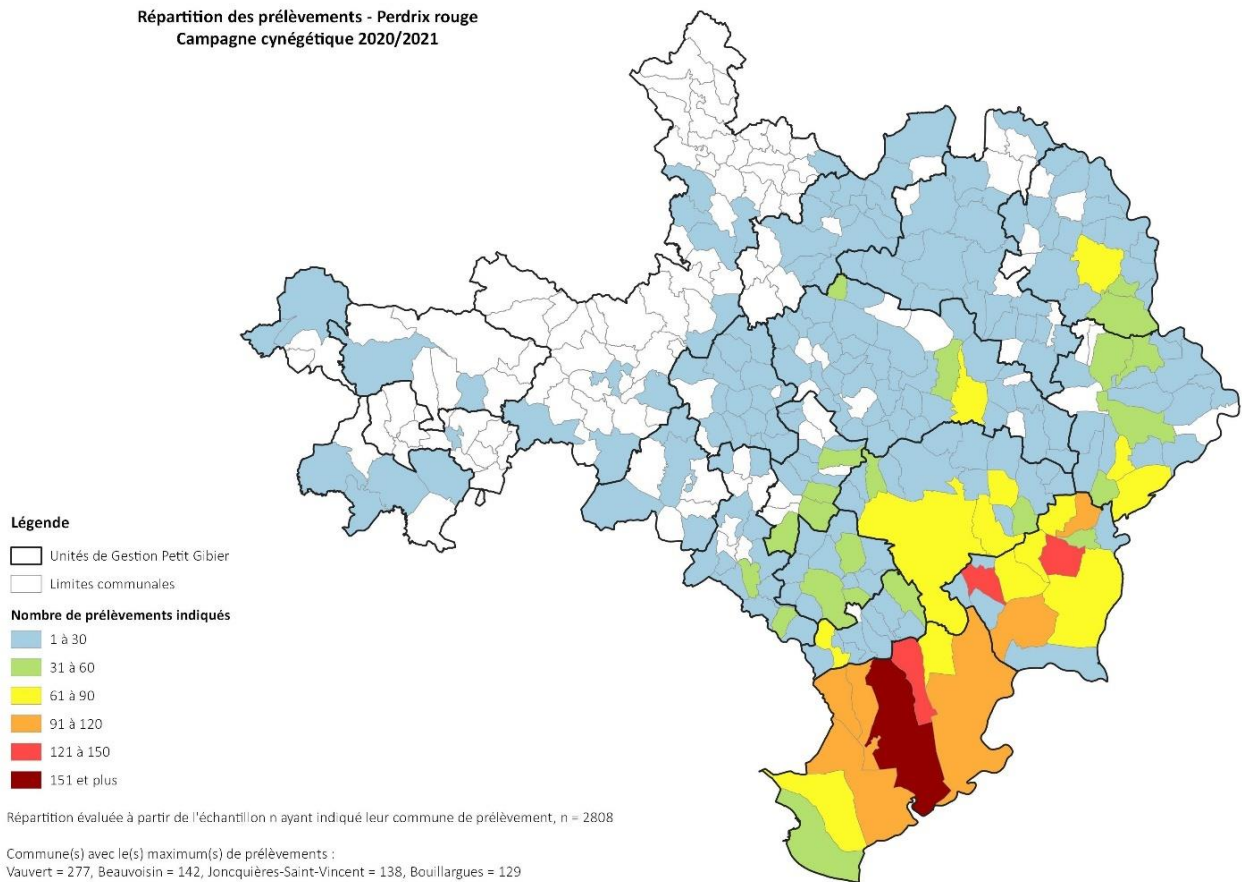 Répartition des prélèvements - Perdrix rouge
Campagne cynégétique 2020/2021
Légende
Unités de Gestion Petit Gibier
Limites communales
Nombre de prélèvements indiqués
1 à 30
31 à 60
61 à 90
91 à 120
121 à 150
151 et plus
Répartition évaluée à partir de l'échantillon n ayant indiqué leur commune de prélèvement, n = 2808
Commune(s) avec le(s) maximum(s) de prélèvements :
Vauvert = 277, Beauvoisin = 142, Joncquières-Saint-Vincent = 138, Bouillargues = 129